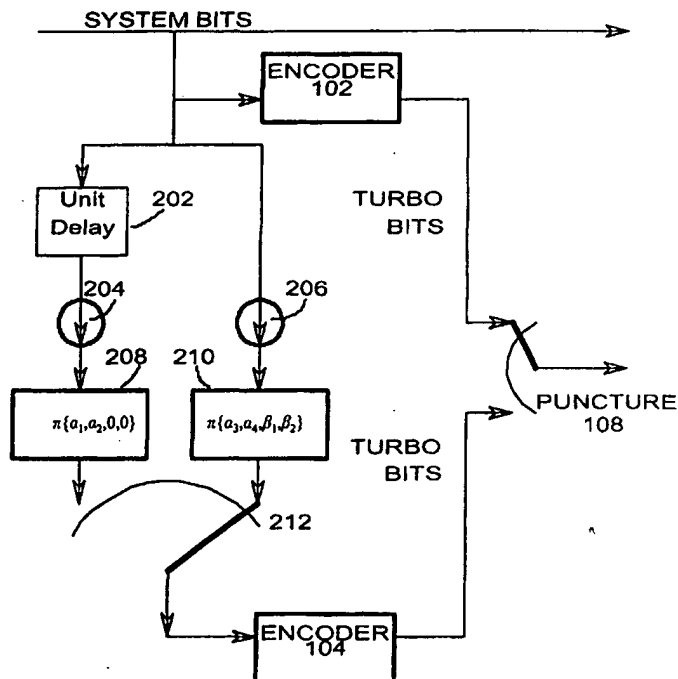 SYSTEM BITS
ENCODER
102
Unit
Delay
202
TURBO
BITS
204
206
208
210
π{a₁,a₂,0,0}
π{a₃,a₄,β₁,β₂}
PUNCTURE
108
TURBO
BITS
212
ENCODER
104